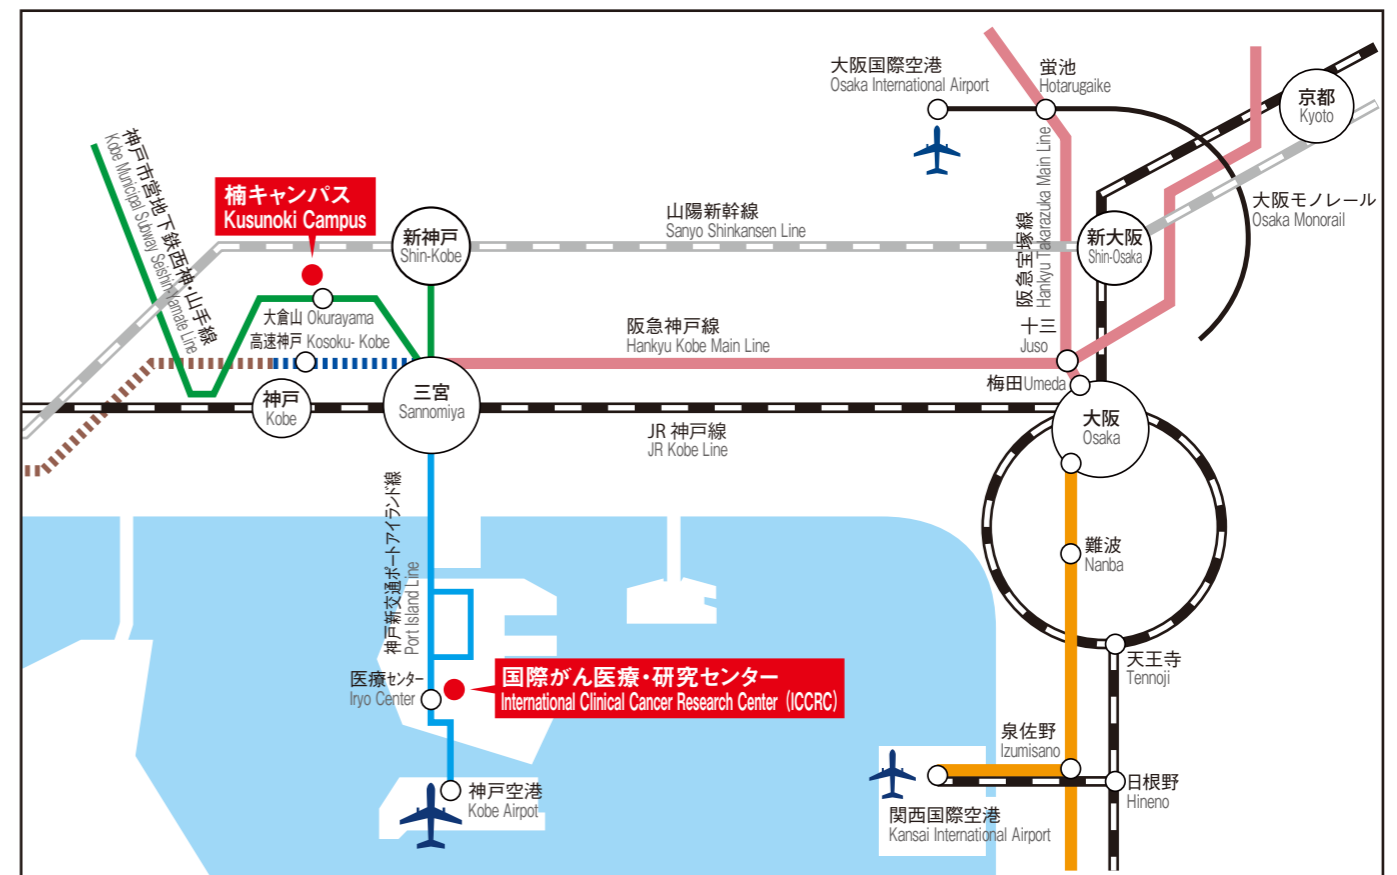 大阪国際空港
Osaka International Airport
蛍池
Hotarugaike
京都
Kyoto
神戸市営地下鉄西神・山手線
Kobe Municipal Subway Seishin-Yamate Line
楠キャンパス
Kusunoki Campus
新神戸
Shin-Kobe
山陽新幹線
Sanyo Shinkansen Line
阪急宝塚線
Hankyu Takarazuka Main Line
新大阪
Shin-Osaka
大阪モノレール
Osaka Monorail
大倉山 Okurayama
高速神戸 Kosoku- Kobe
阪急神戸線
Hankyu Kobe Main Line
十三
Juso
梅田Umeda
神戸
Kobe
三宮
Sannomiya
大阪
Osaka
JR 神戸線
JR Kobe Line
神戸新交通ポートアイランド線
Port Island Line
難波
Nanba
医療センター
Iryo Center
国際がん医療・研究センター
International Clinical Cancer Research Center（ICCRC）
天王寺
Tennoji
泉佐野
Izumisano
神戸空港
Kobe Airpot
関西国際空港
Kansai International Airport
日根野
Hineno